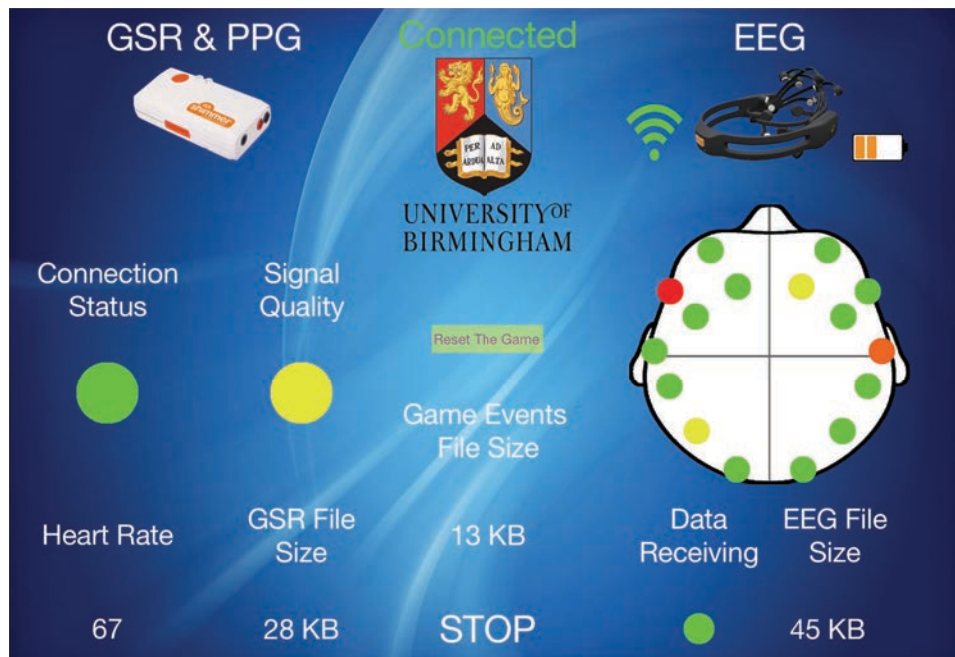 GSR & PPG
Connected
EEG
shimmer
PER AD
ARDUA ALTA
UNIVERSITY OF
BIRMINGHAM
Connection
Status
Signal
Quality
Reset The Game
Game Events
File Size
Heart Rate
GSR File
Size
13 KB
Data
Receiving
EEG File
Size
67
28 KB
STOP
45 KB